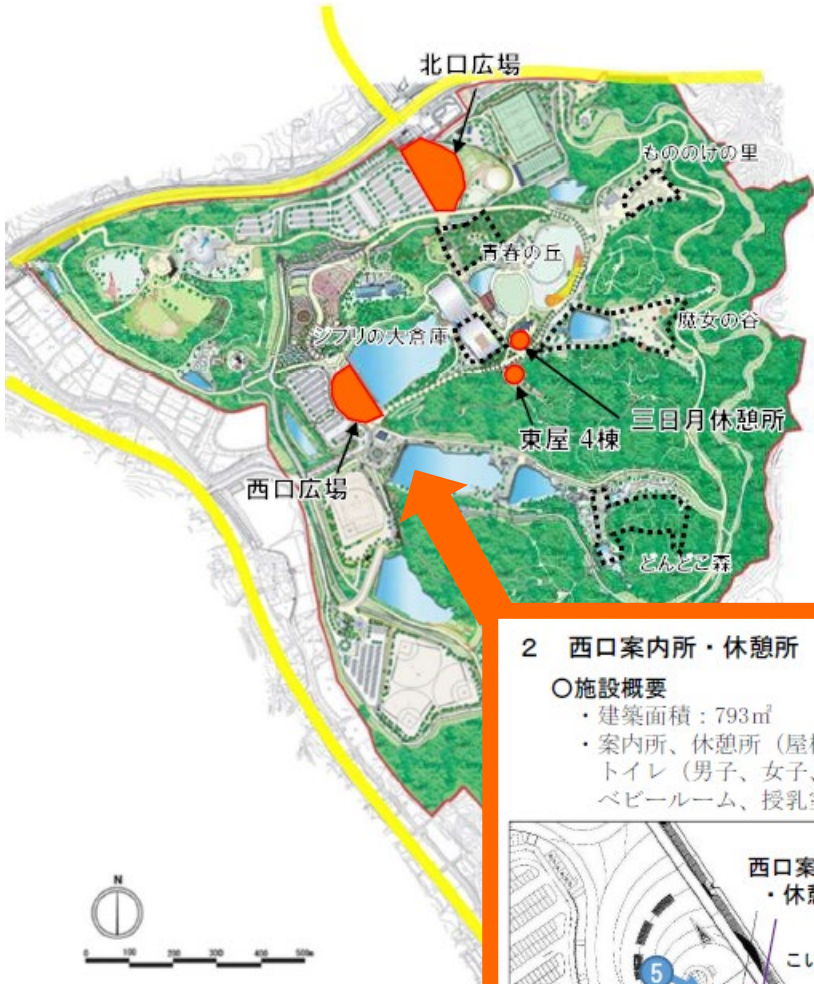 北口広場
もののけの里
青春の丘
ジブリの大倉庫
魔女の谷
三日月休憩所
東屋 4棟
西口広場
どんどこ森
2 西口案内所・休憩所
○施設概要
・建築面積：793㎡
・案内所、休憩所（屋根
トイレ（男子、女子、
ベビールーム、授乳室
西口案
・休憩
こい
5
N
0 100 200 300 400 500m